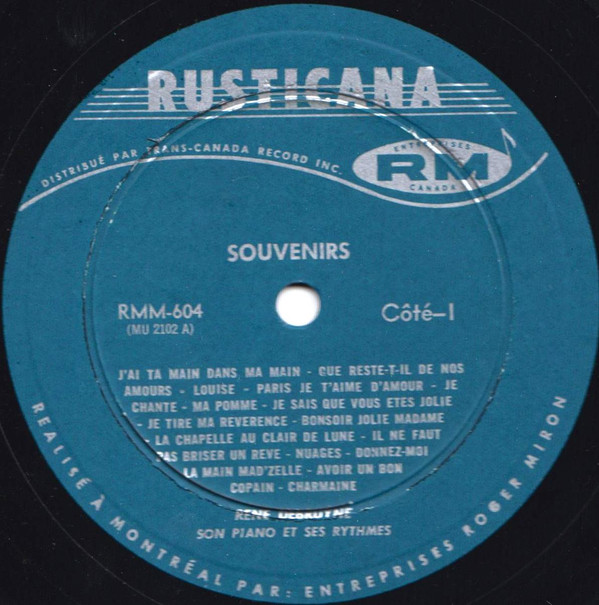 RUSTICANA
DISTRIBUÉ PAR TRANS-CANADA RECORD INC.
ENTREPRISES
RM
CANADA
SOUVENIRS
RMM-604
(MU 2102 A)
Côté-I
J'AI TA MAIN DANS MA MAIN - QUE RESTE-T-IL DE NOS
AMOURS - LOUISE - PARIS JE T'AIME D'AMOUR - JE
CHANTE - MA POMME - JE SAIS QUE VOUS ETES JOLIE
- JE TIRE MA REVERENCE - BONSOIR JOLIE MADAME
- LA CHAPELLE AU CLAIR DE LUNE - IL NE FAUT
PAS BRISER UN REVE - NUAGES - DONNEZ-MOI
LA MAIN MAD'ZELLE - AVOIR UN BON
COPAIN - CHARMAINE
RENE DEBRUYNE
SON PIANO ET SES RYTHMES
REALISÉ À MONTRÉAL PAR: ENTREPRISES ROGER MIRON